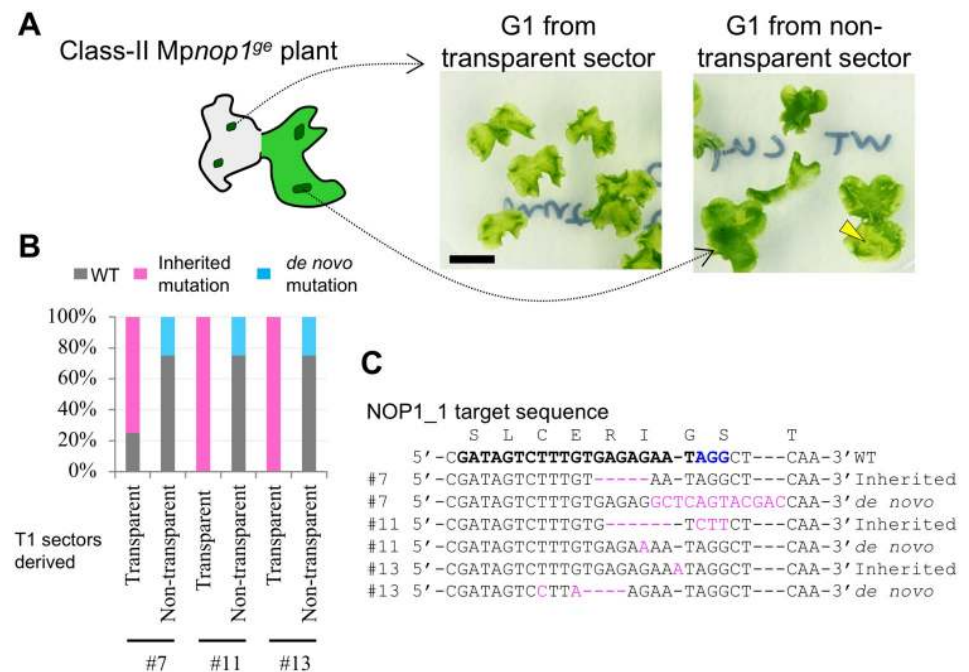 A
Class-II Mpnop1ge plant
G1 from
transparent sector
G1 from non-
transparent sector
WT
B
WT
Inherited
mutation
de novo
mutation
100%
80%
60%
40%
20%
0%
T1 sectors
derived
Transparent
Non-transparent
Transparent
Non-transparent
Transparent
Non-transparent
#7
#11
#13
C
NOP1_1 target sequence
S L C E R I G S T
5′-CGATAGTCTTTGTGAGAGAA-TAGGCT---CAA-3′WT
#7 5′-CGATAGTCTTTGT-----AA-TAGGCT---CAA-3′Inherited
#7 5′-CGATAGTCTTTGTGAGAGGCTCAGTACGACCAA-3′de novo
#11 5′-CGATAGTCTTTGTG-------TCTTCT---CAA-3′Inherited
#11 5′-CGATAGTCTTTGTGAGAAAA-TAGGCT---CAA-3′de novo
#13 5′-CGATAGTCTTTGTGAGAGAAATAGGCT---CAA-3′Inherited
#13 5′-CGATAGTCCTTA----AGAA-TAGGCT---CAA-3′de novo